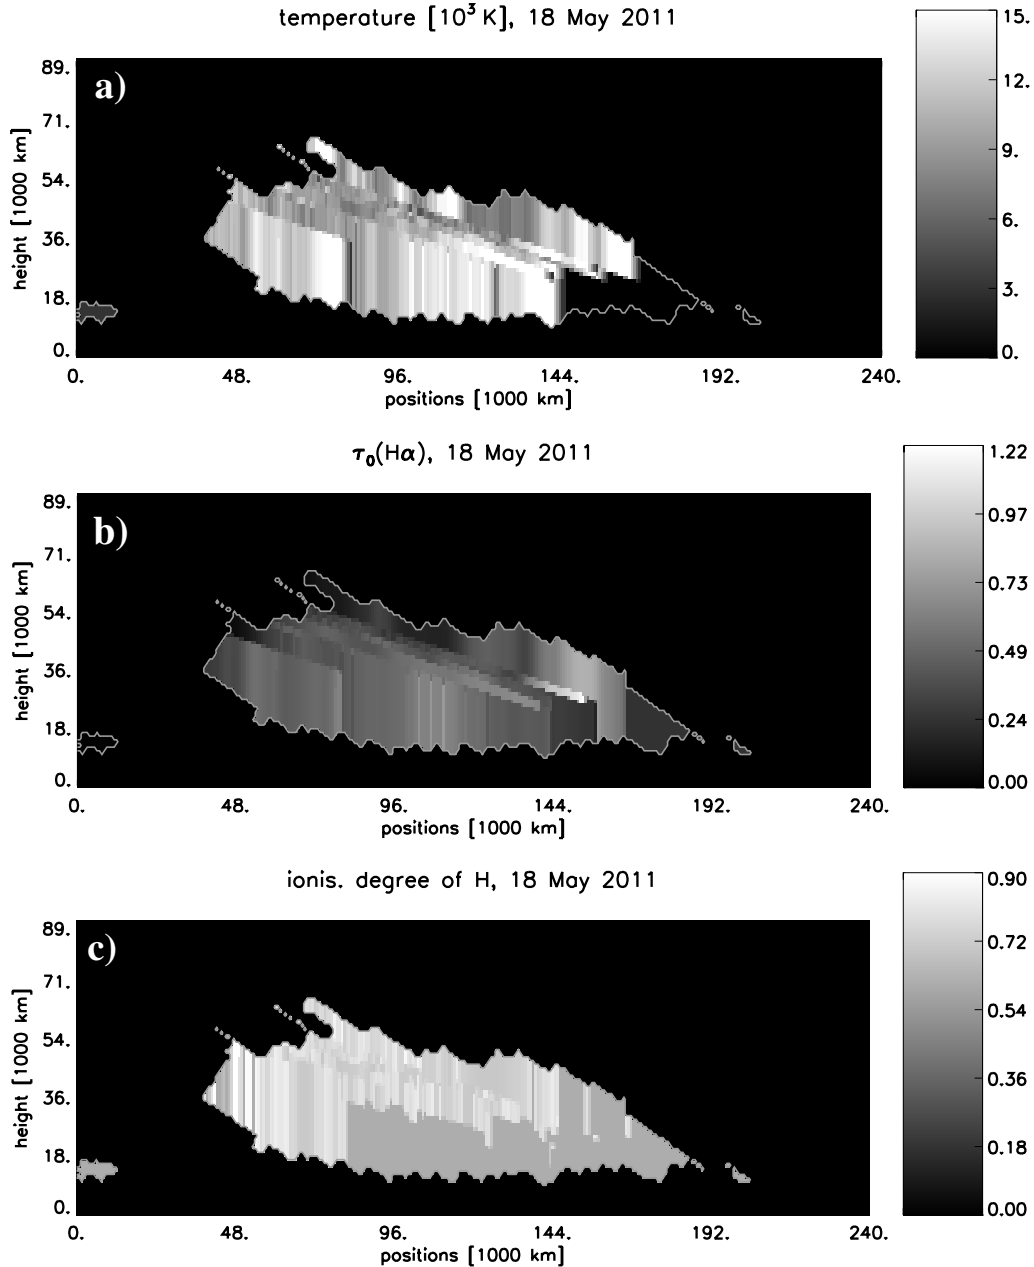 temperature [10³ K], 18 May 2011
a)
height [1000 km]
89.
71.
54.
36.
18.
0.
0. 48. 96. 144. 192. 240.
positions [1000 km]
15.
12.
9.
6.
3.
0.
τ₀(Hα), 18 May 2011
b)
height [1000 km]
89.
71.
54.
36.
18.
0.
0. 48. 96. 144. 192. 240.
positions [1000 km]
1.22
0.97
0.73
0.49
0.24
0.00
ionis. degree of H, 18 May 2011
c)
height [1000 km]
89.
71.
54.
36.
18.
0.
0. 48. 96. 144. 192. 240.
positions [1000 km]
0.90
0.72
0.54
0.36
0.18
0.00